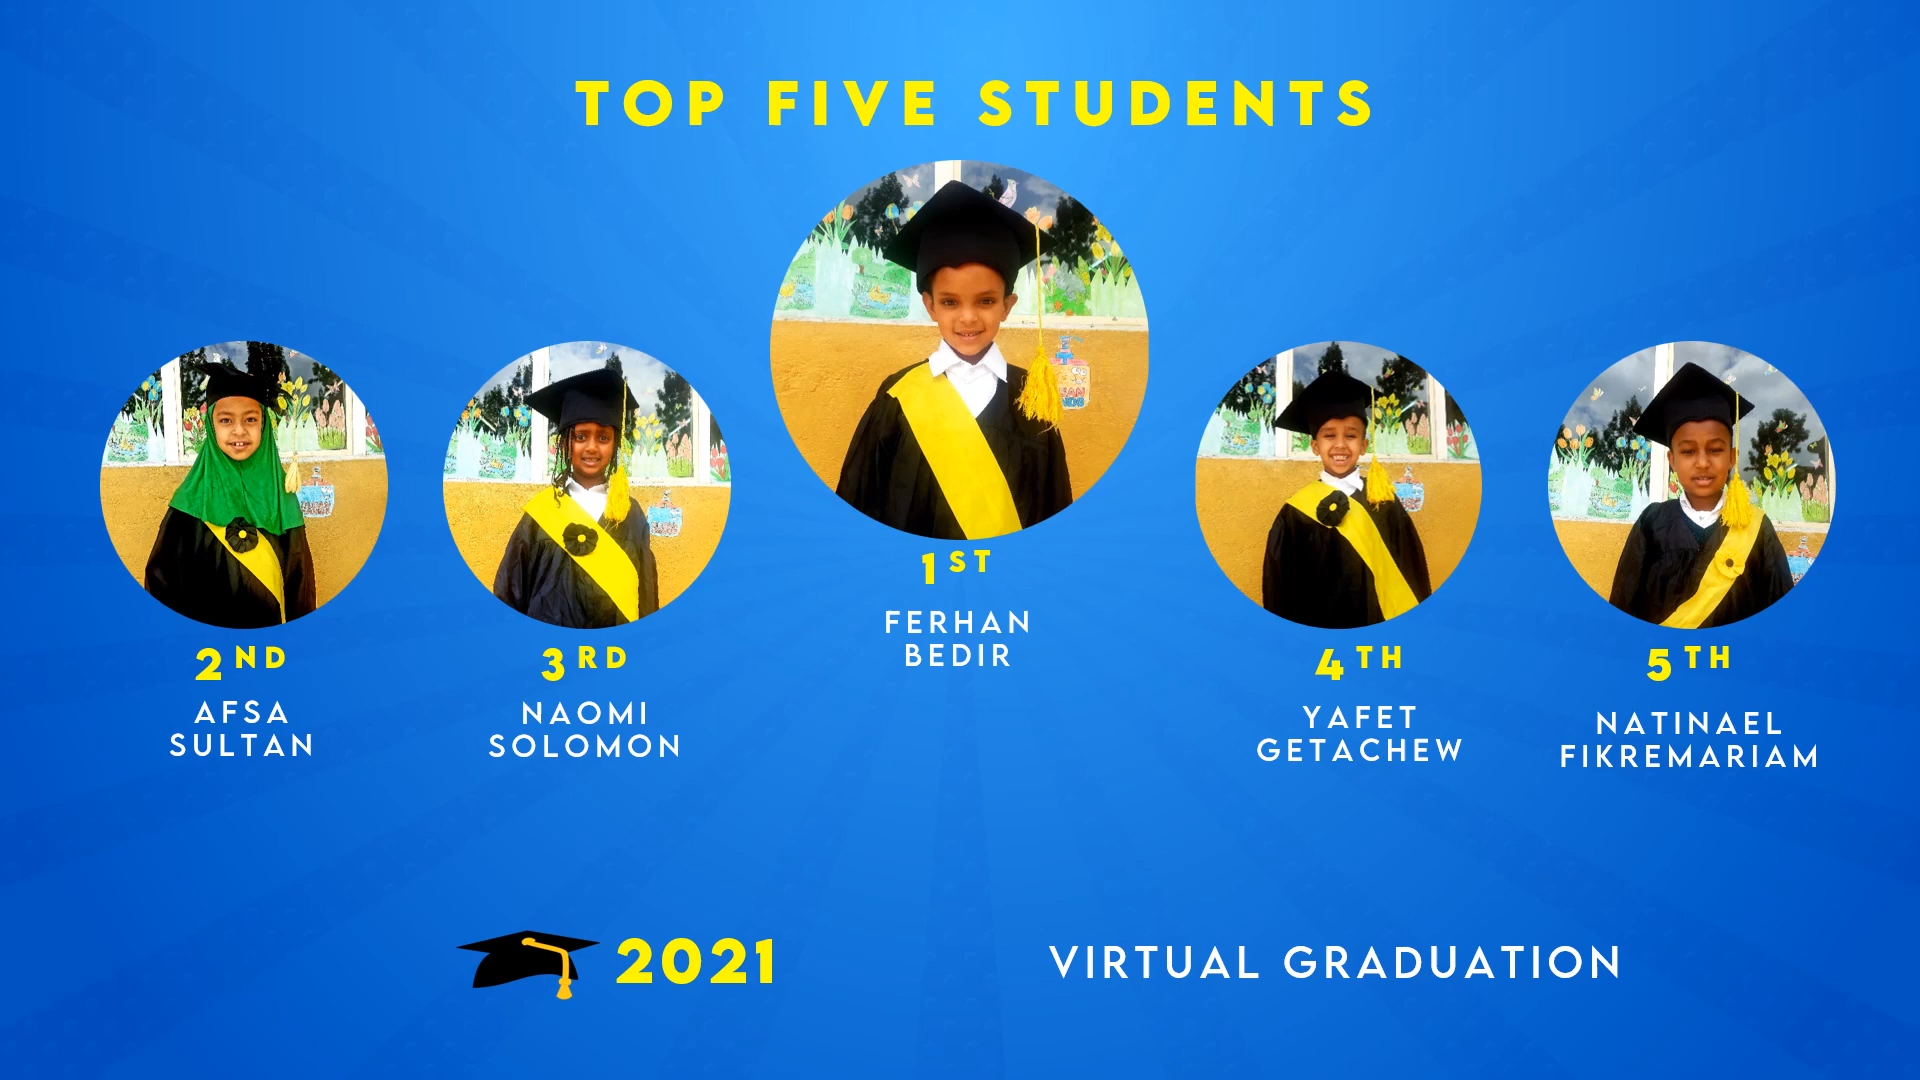 TOP FIVE STUDENTS
1ST
FERHAN
BEDIR
2ND
AFSA
SULTAN
3RD
NAOMI
SOLOMON
4TH
YAFET
GETACHEW
5TH
NATINAEL
FIKREMARIAM
2021
VIRTUAL GRADUATION